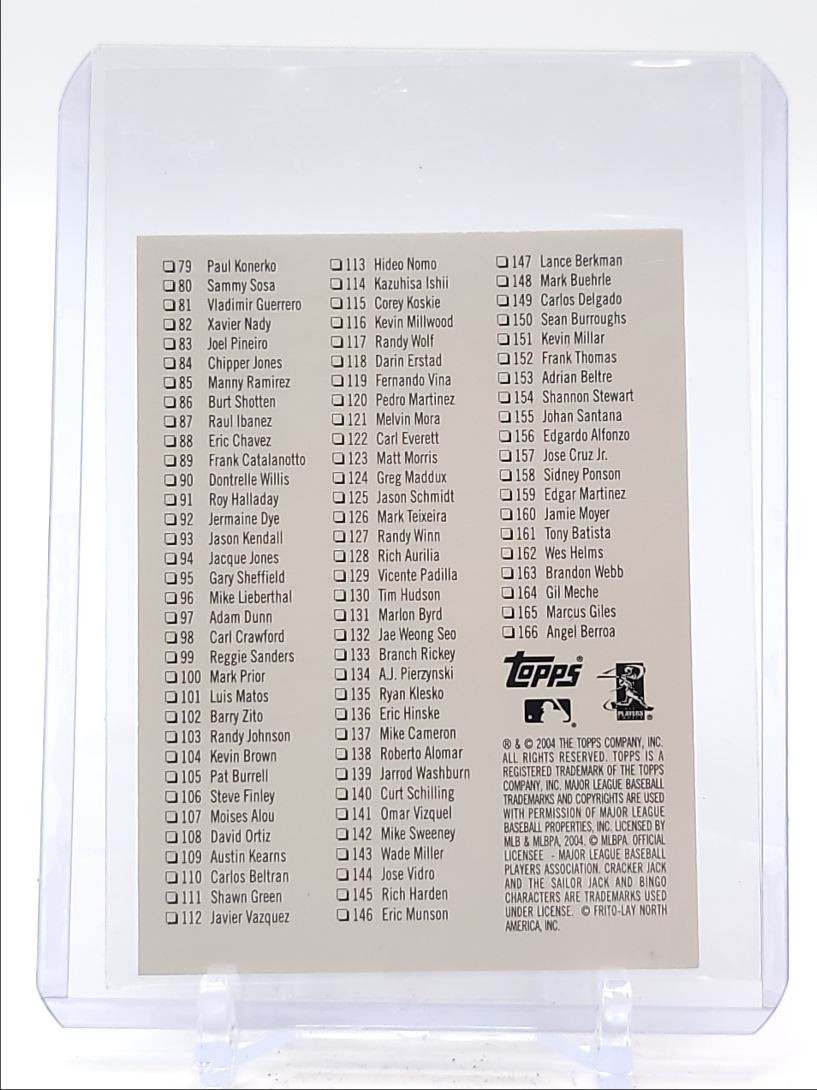 79 Paul Konerko
80 Sammy Sosa
81 Vladimir Guerrero
82 Xavier Nady
83 Joel Pineiro
84 Chipper Jones
85 Manny Ramirez
86 Burt Shotten
87 Raul Ibanez
88 Eric Chavez
89 Frank Catalanotto
90 Dontrelle Willis
91 Roy Halladay
92 Jermaine Dye
93 Jason Kendall
94 Jacque Jones
95 Gary Sheffield
96 Mike Lieberthal
97 Adam Dunn
98 Carl Crawford
99 Reggie Sanders
100 Mark Prior
101 Luis Matos
102 Barry Zito
103 Randy Johnson
104 Kevin Brown
105 Pat Burrell
106 Steve Finley
107 Moises Alou
108 David Ortiz
109 Austin Kearns
110 Carlos Beltran
111 Shawn Green
112 Javier Vazquez
113 Hideo Nomo
114 Kazuhisa Ishii
115 Corey Koskie
116 Kevin Millwood
117 Randy Wolf
118 Darin Erstad
119 Fernando Vina
120 Pedro Martinez
121 Melvin Mora
122 Carl Everett
123 Matt Morris
124 Greg Maddux
125 Jason Schmidt
126 Mark Teixeira
127 Randy Winn
128 Rich Aurilia
129 Vicente Padilla
130 Tim Hudson
131 Marlon Byrd
132 Jae Weong Seo
133 Branch Rickey
134 A.J. Pierzynski
135 Ryan Klesko
136 Eric Hinske
137 Mike Cameron
138 Roberto Alomar
139 Jarrod Washburn
140 Curt Schilling
141 Omar Vizquel
142 Mike Sweeney
143 Wade Miller
144 Jose Vidro
145 Rich Harden
146 Eric Munson
147 Lance Berkman
148 Mark Buehrle
149 Carlos Delgado
150 Sean Burroughs
151 Kevin Millar
152 Frank Thomas
153 Adrian Beltre
154 Shannon Stewart
155 Johan Santana
156 Edgardo Alfonzo
157 Jose Cruz Jr.
158 Sidney Ponson
159 Edgar Martinez
160 Jamie Moyer
161 Tony Batista
162 Wes Helms
163 Brandon Webb
164 Gil Meche
165 Marcus Giles
166 Angel Berroa
Topps®
PLAYERS
® & © 2004 THE TOPPS COMPANY, INC.
ALL RIGHTS RESERVED. TOPPS IS A
REGISTERED TRADEMARK OF THE TOPPS
COMPANY, INC. MAJOR LEAGUE BASEBALL
TRADEMARKS AND COPYRIGHTS ARE USED
WITH PERMISSION OF MAJOR LEAGUE
BASEBALL PROPERTIES, INC. LICENSED BY
MLB & MLBPA, 2004. © MLBPA. OFFICIAL
LICENSEE - MAJOR LEAGUE BASEBALL
PLAYERS ASSOCIATION. CRACKER JACK
AND THE SAILOR JACK AND BINGO
CHARACTERS ARE TRADEMARKS USED
UNDER LICENSE. © FRITO-LAY NORTH
AMERICA, INC.